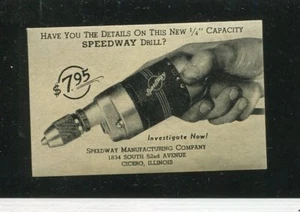 HAVE YOU THE DETAILS ON THIS NEW 1/4" CAPACITY
SPEEDWAY DRILL?
$7.95
Speedway
Investigate Now!
SPEEDWAY MANUFACTURING COMPANY
1834 SOUTH 52nd AVENUE
CICERO, ILLINOIS